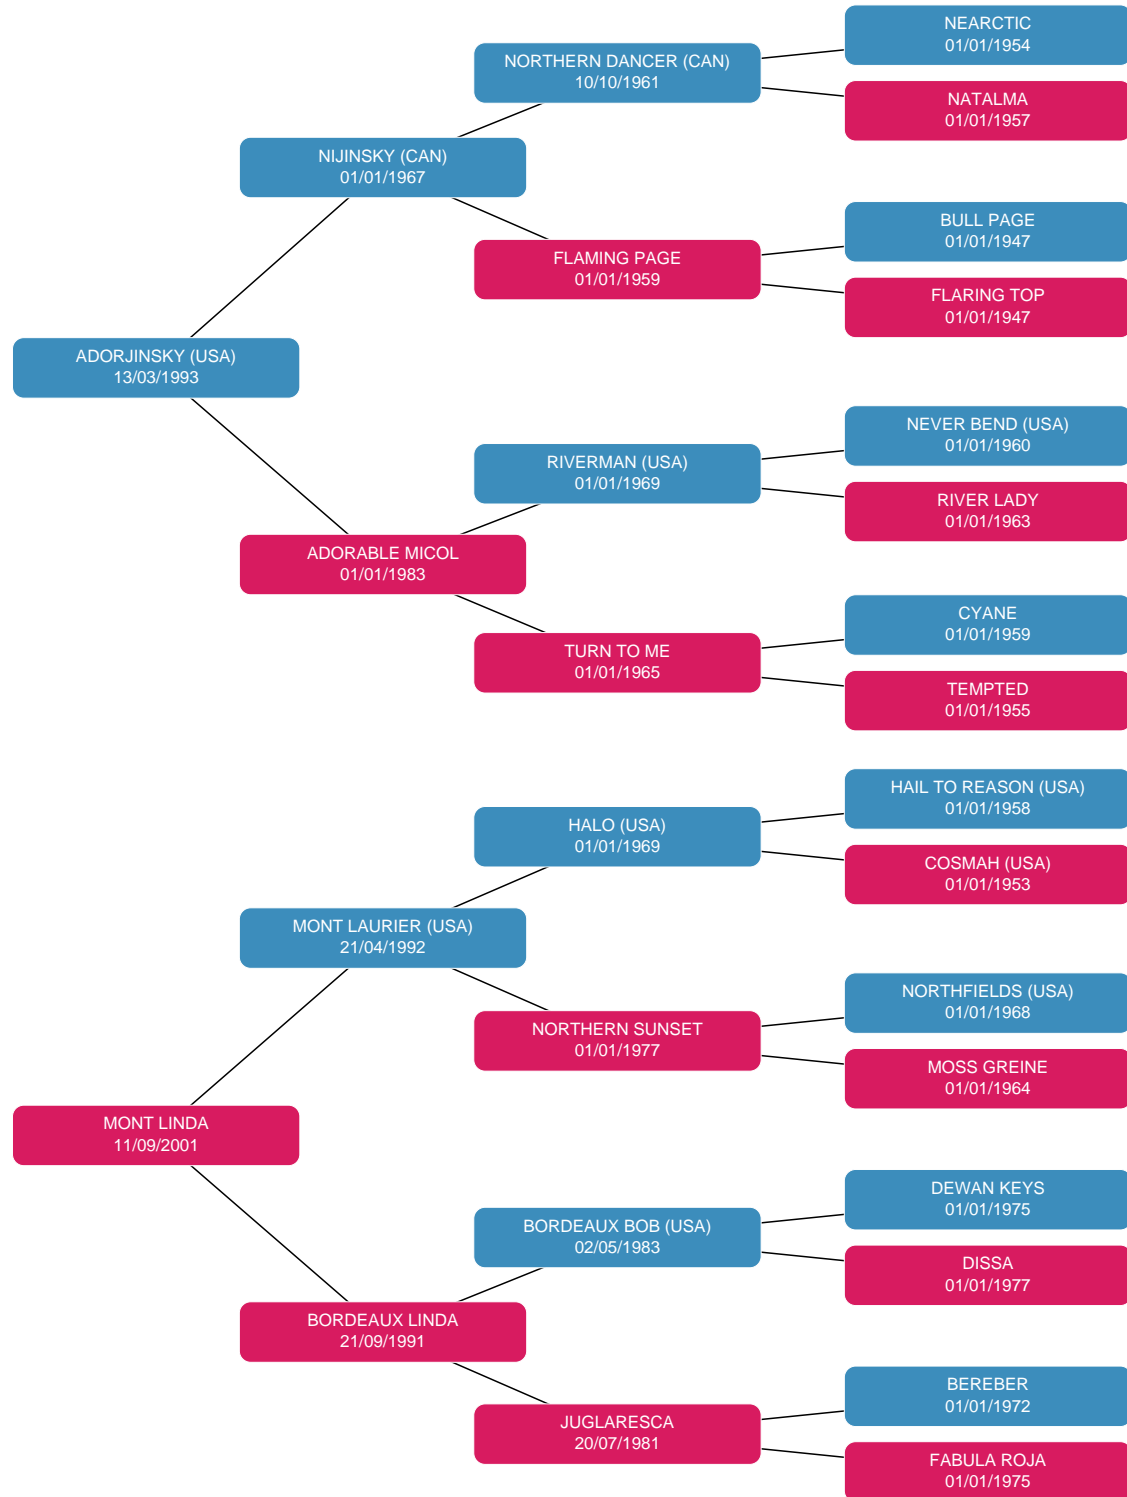 NEARCTIC
01/01/1954
NORTHERN DANCER (CAN)
10/10/1961
NATALMA
01/01/1957
NIJINSKY (CAN)
01/01/1967
BULL PAGE
01/01/1947
FLAMING PAGE
01/01/1959
FLARING TOP
01/01/1947
ADORJINSKY (USA)
13/03/1993
NEVER BEND (USA)
01/01/1960
RIVERMAN (USA)
01/01/1969
RIVER LADY
01/01/1963
ADORABLE MICOL
01/01/1983
CYANE
01/01/1959
TURN TO ME
01/01/1965
TEMPTED
01/01/1955
HAIL TO REASON (USA)
01/01/1958
HALO (USA)
01/01/1969
COSMAH (USA)
01/01/1953
MONT LAURIER (USA)
21/04/1992
NORTHFIELDS (USA)
01/01/1968
NORTHERN SUNSET
01/01/1977
MOSS GREINE
01/01/1964
MONT LINDA
11/09/2001
DEWAN KEYS
01/01/1975
BORDEAUX BOB (USA)
02/05/1983
DISSA
01/01/1977
BORDEAUX LINDA
21/09/1991
BEREBER
01/01/1972
JUGLARESCA
20/07/1981
FABULA ROJA
01/01/1975